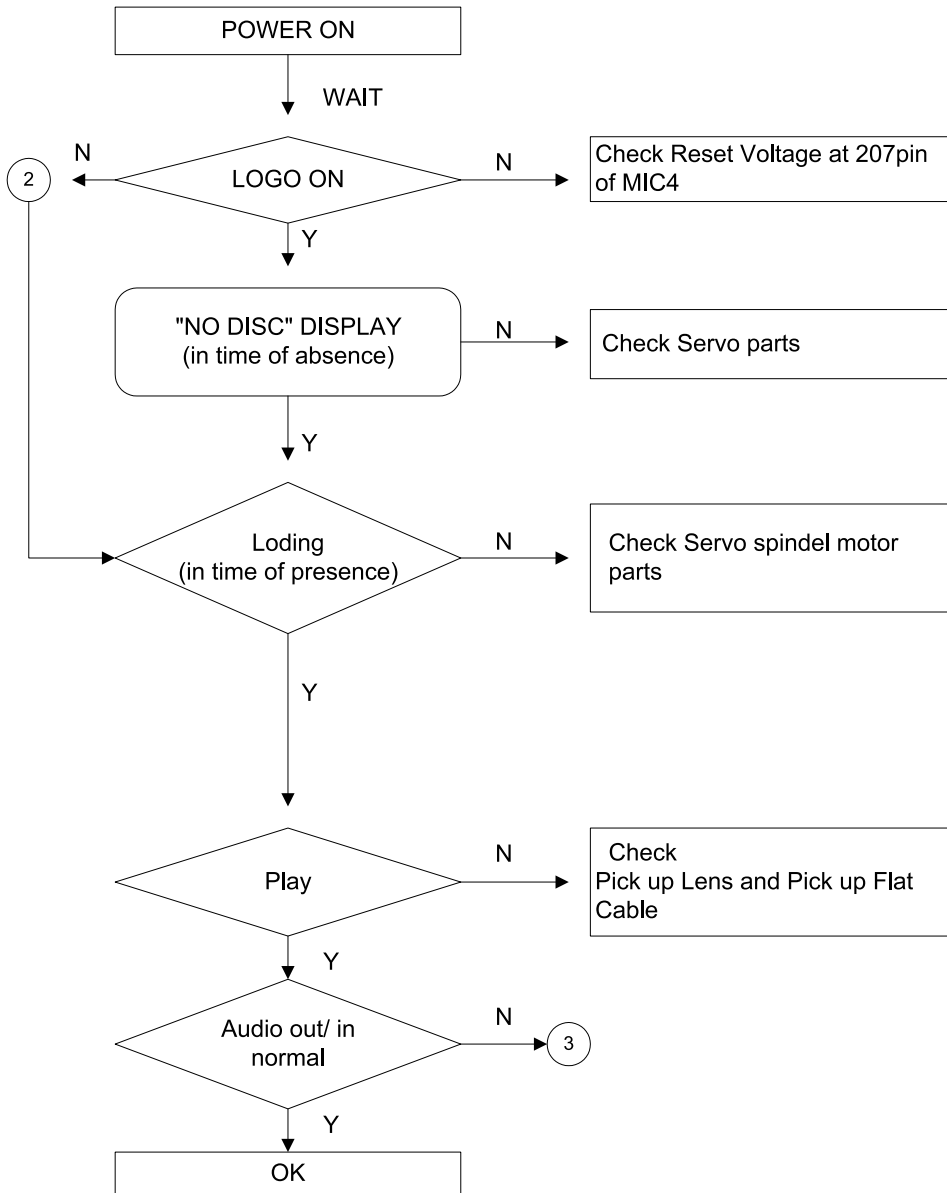 POWER ON
WAIT
N
2
LOGO ON
N
Check Reset Voltage at 207pin
of MIC4
Y
"NO DISC" DISPLAY
(in time of absence)
N
Check Servo parts
Y
Loding
(in time of presence)
N
Check Servo spindel motor
parts
Y
Play
N
Check
Pick up Lens and Pick up Flat
Cable
Y
Audio out/ in
normal
N
3
Y
OK